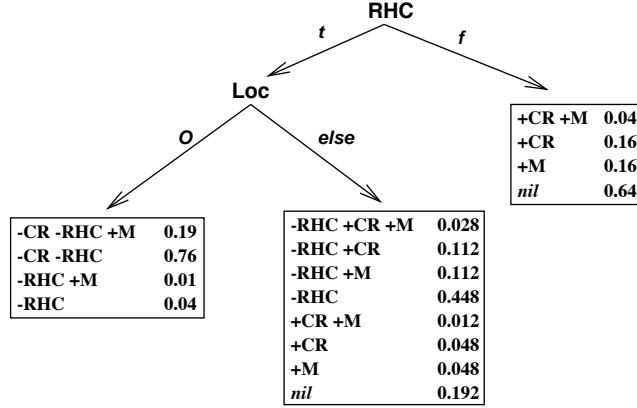 RHC
t
f
Loc
O
else
+CR +M 0.04
+CR 0.16
+M 0.16
nil 0.64
-CR -RHC +M 0.19
-CR -RHC 0.76
-RHC +M 0.01
-RHC 0.04
-RHC +CR +M 0.028
-RHC +CR 0.112
-RHC +M 0.112
-RHC 0.448
+CR +M 0.012
+CR 0.048
+M 0.048
nil 0.192